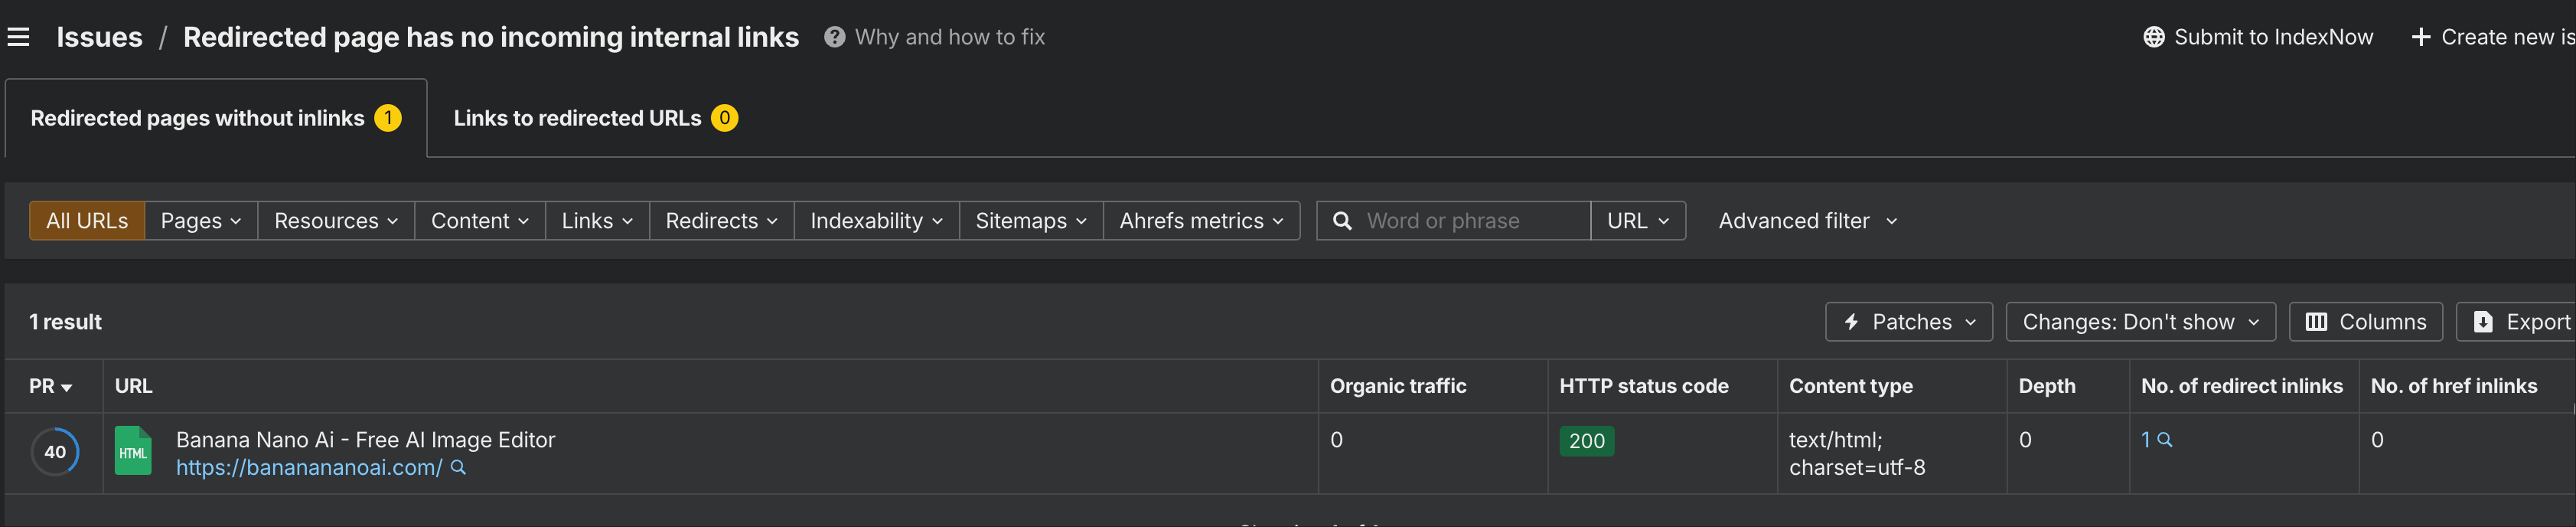 Issues / Redirected page has no incoming internal links Why and how to fix Submit to IndexNow Create new is
Redirected pages without inlinks 1 Links to redirected URLs 0
All URLs Pages Resources Content Links Redirects Indexability Sitemaps Ahrefs metrics Word or phrase URL Advanced filter
1 result Patches Changes: Don't show Columns Export
PR URL Organic traffic HTTP status code Content type Depth No. of redirect inlinks No. of href inlinks
40 HTML Banana Nano Ai - Free AI Image Editor 0 200 text/html; 0 1 0
https://bananananoai.com/ charset=utf-8